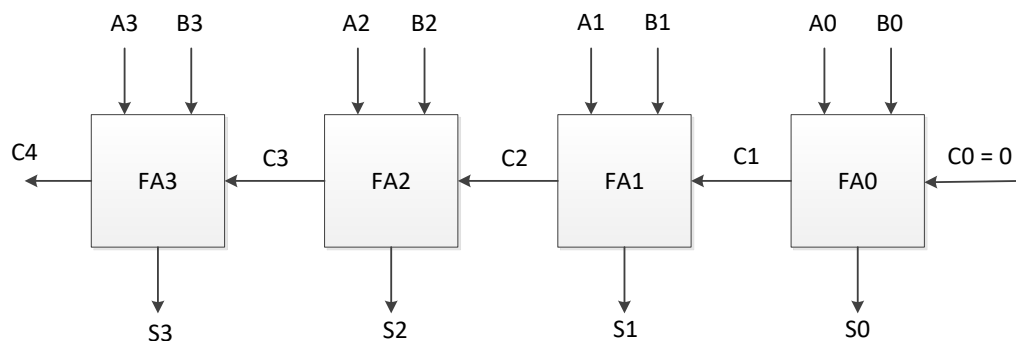 A3 B3 A2 B2 A1 B1 A0 B0
C4 C3 C2 C1 C0 = 0
FA3 FA2 FA1 FA0
S3 S2 S1 S0